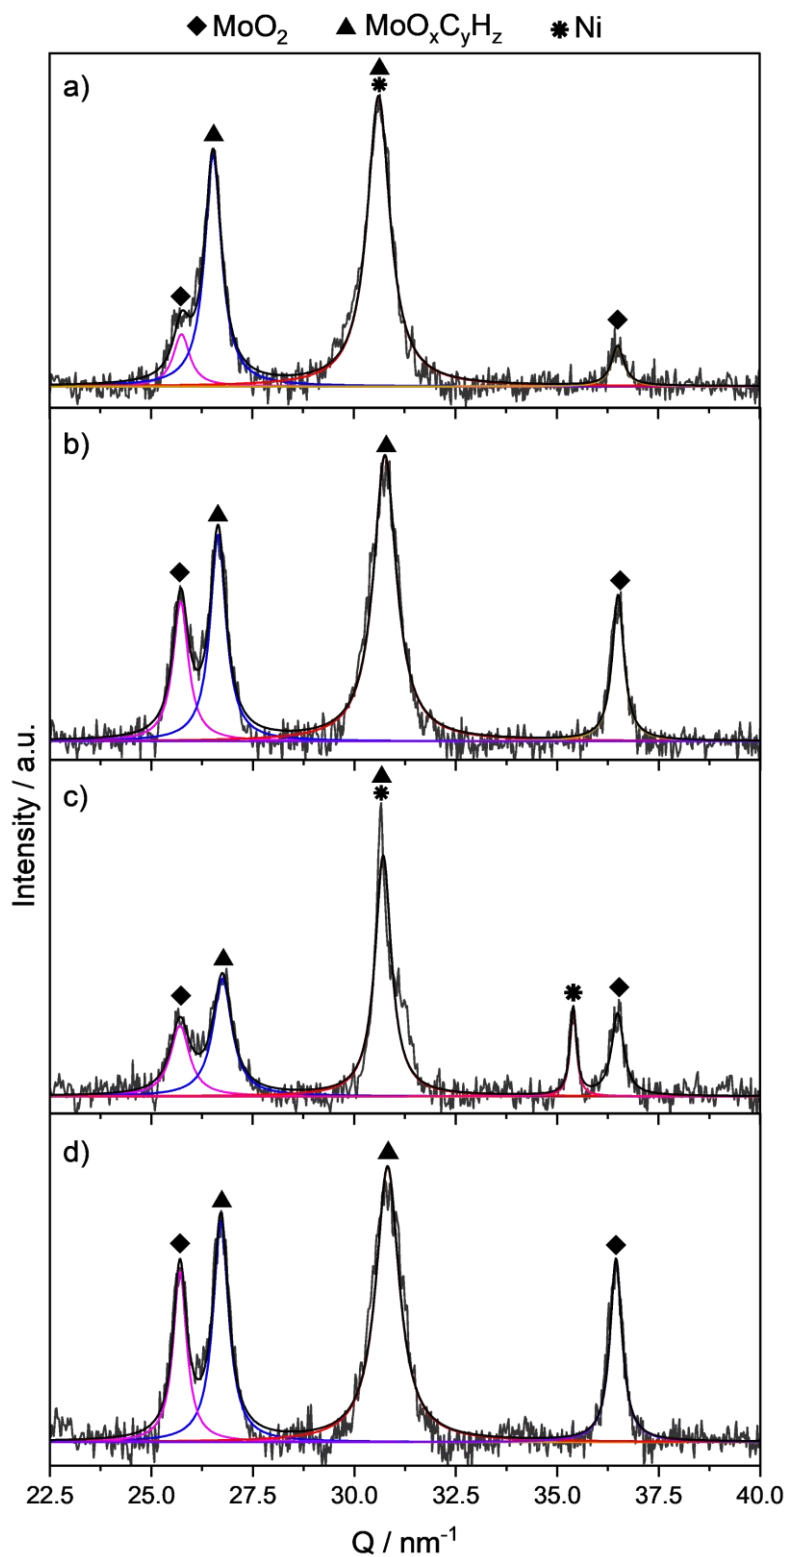 ◆ MoO₂ ▲ MoOₓCᵧH_z ✱ Ni
a)
b)
c)
d)
Intensity / a.u.
22.5 25.0 27.5 30.0 32.5 35.0 37.5 40.0
Q / nm⁻¹